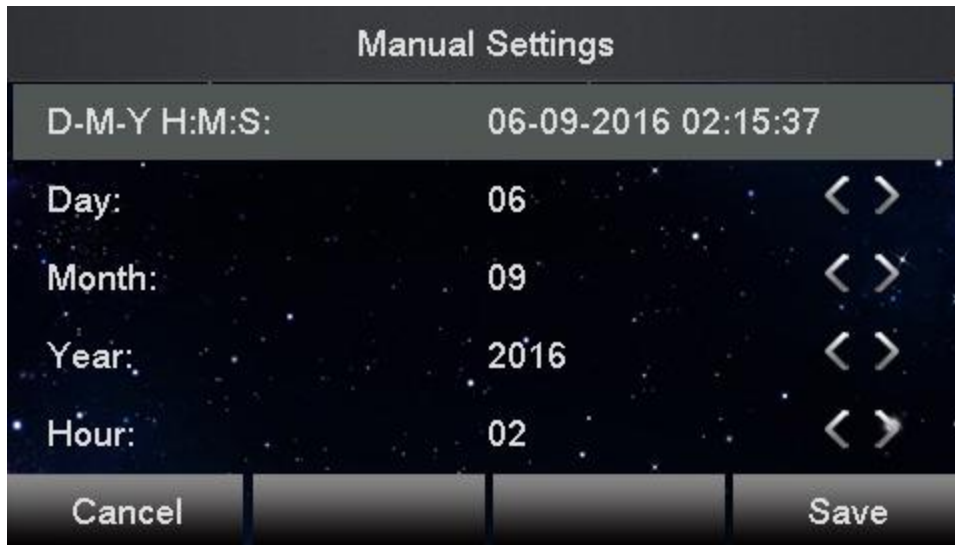 Manual Settings
D-M-Y H:M:S: 06-09-2016 02:15:37
Day: 06
Month: 09
Year: 2016
Hour: 02
Cancel Save